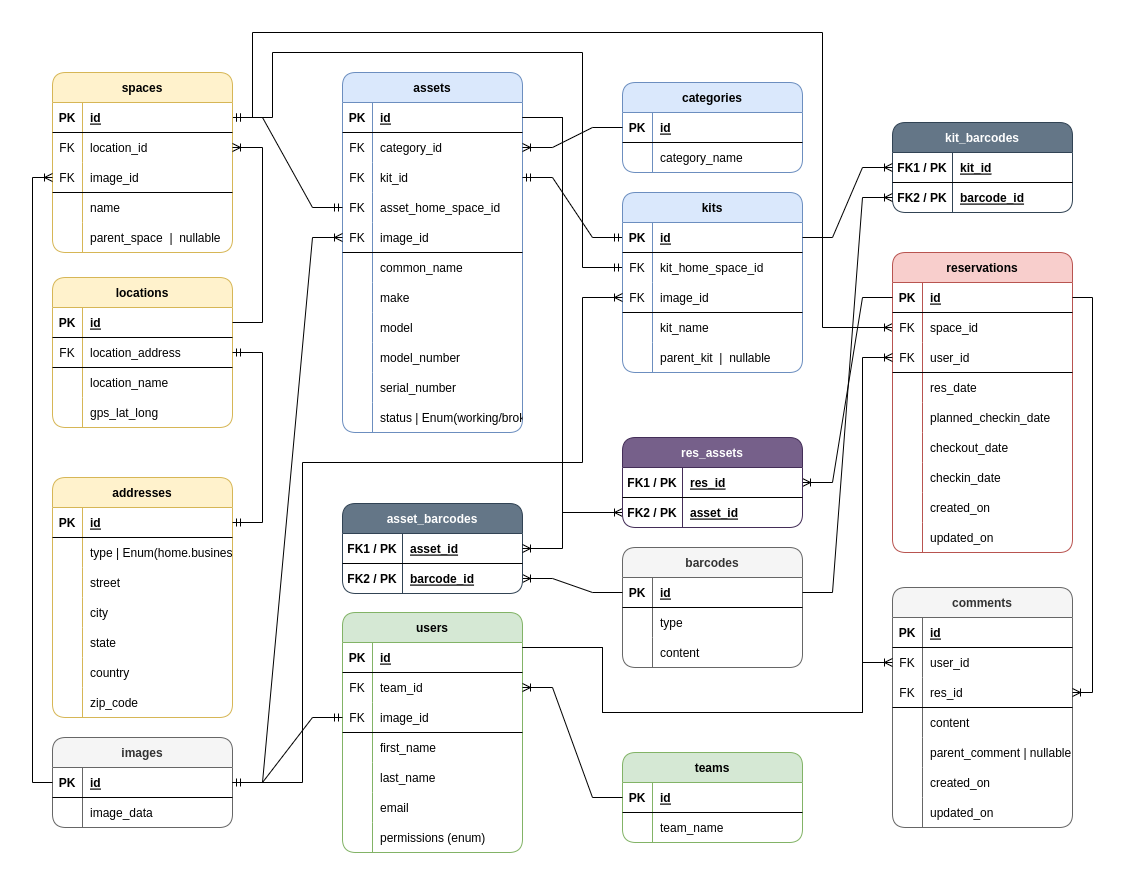 spaces
PK id
FK location_id
FK image_id
name
parent_space | nullable
locations
PK id
FK location_address
location_name
gps_lat_long
addresses
PK id
type | Enum(home.busines
street
city
state
country
zip_code
images
PK id
image_data
assets
PK id
FK category_id
FK kit_id
FK asset_home_space_id
FK image_id
common_name
make
model
model_number
serial_number
status | Enum(working/brok
asset_barcodes
FK1 / PK asset_id
FK2 / PK barcode_id
users
PK id
FK team_id
FK image_id
first_name
last_name
email
permissions (enum)
categories
PK id
category_name
kits
PK id
FK kit_home_space_id
FK image_id
kit_name
parent_kit | nullable
res_assets
FK1 / PK res_id
FK2 / PK asset_id
barcodes
PK id
type
content
teams
PK id
team_name
kit_barcodes
FK1 / PK kit_id
FK2 / PK barcode_id
reservations
PK id
FK space_id
FK user_id
res_date
planned_checkin_date
checkout_date
checkin_date
created_on
updated_on
comments
PK id
FK user_id
FK res_id
content
parent_comment | nullable
created_on
updated_on